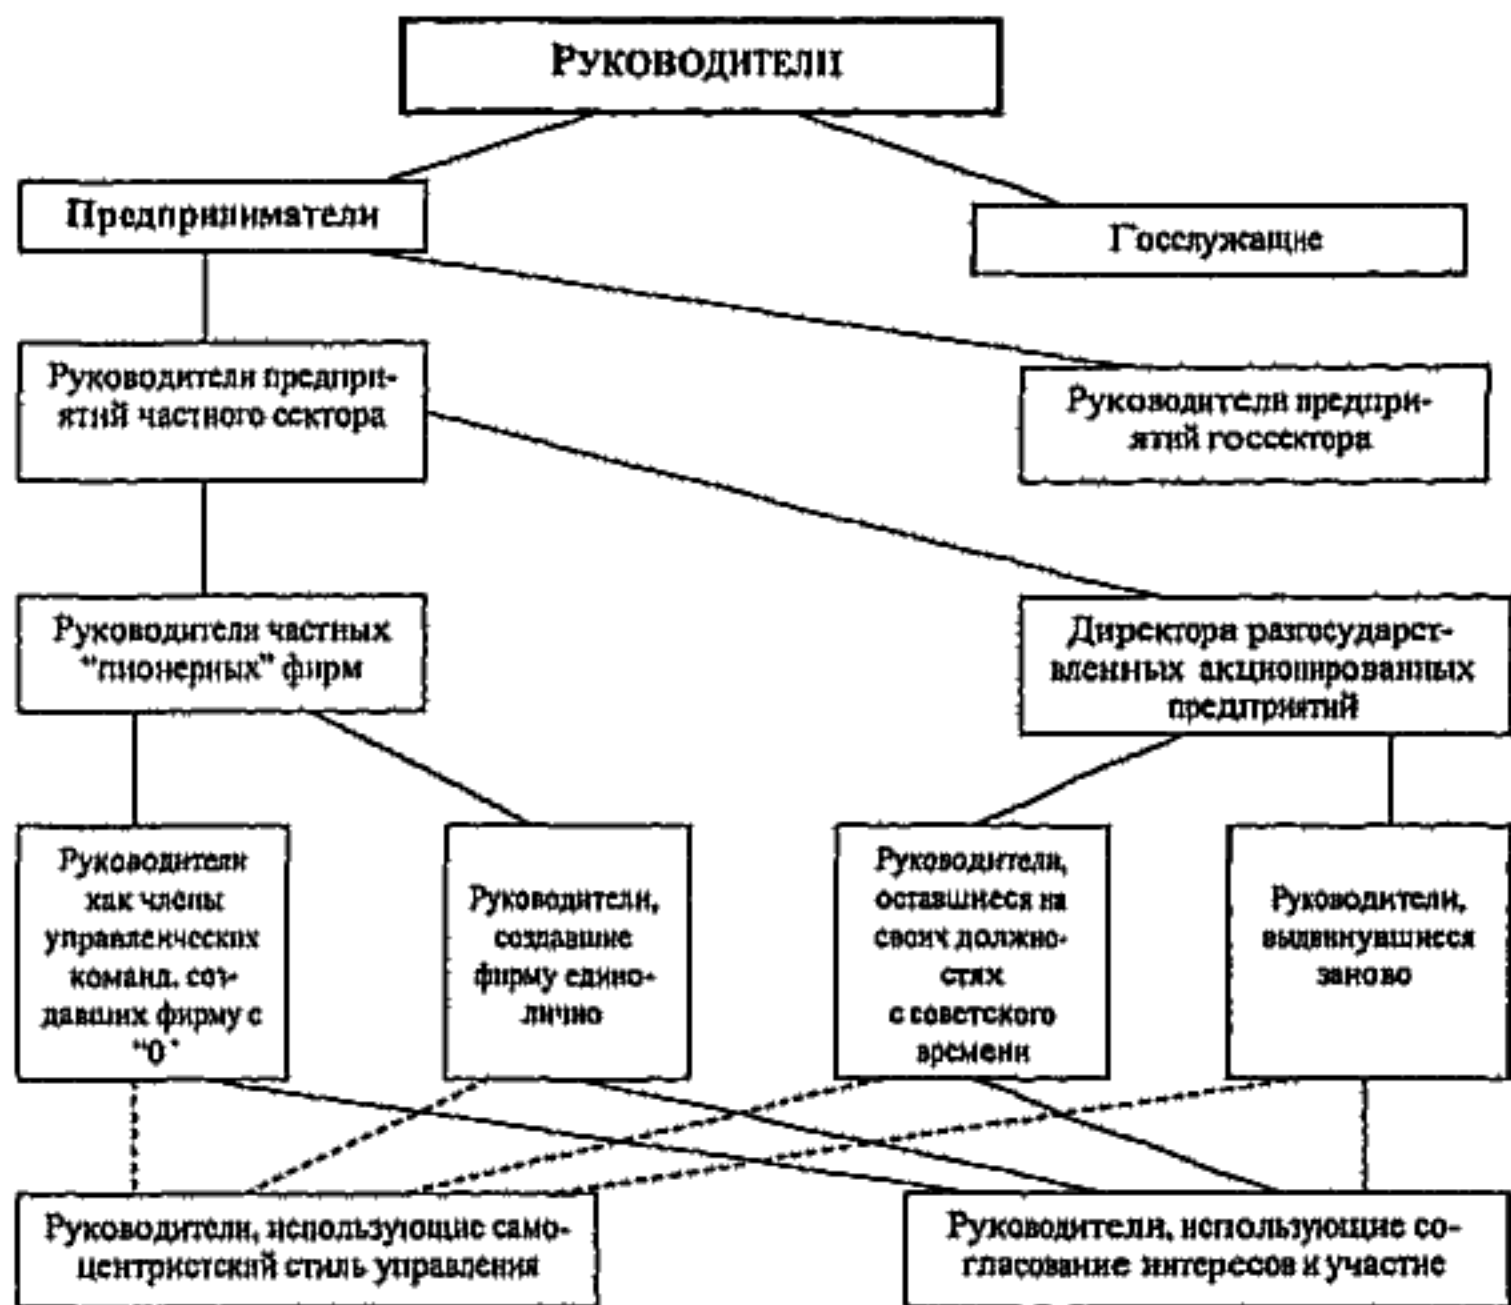 РУКОВОДИТЕЛИ
Предприниматели
Госслужащие
Руководители предпри-
ятий частного сектора
Руководители предпри-
ятий госсектора
Руководители частных
"пионерных" фирм
Директора разгосударст-
вленных акционированных
предприятий
Руководители
как члены
управленческих
команд, соз-
давших фирму с
"0"
Руководители,
создавшие
фирму едино-
лично
Руководители,
оставшиеся на
своих должно-
стях
с советского
времени
Руководители,
выдвинувшиеся
заново
Руководители, использующие само-
центристский стиль управления
Руководители, использующие со-
гласование интересов и участие